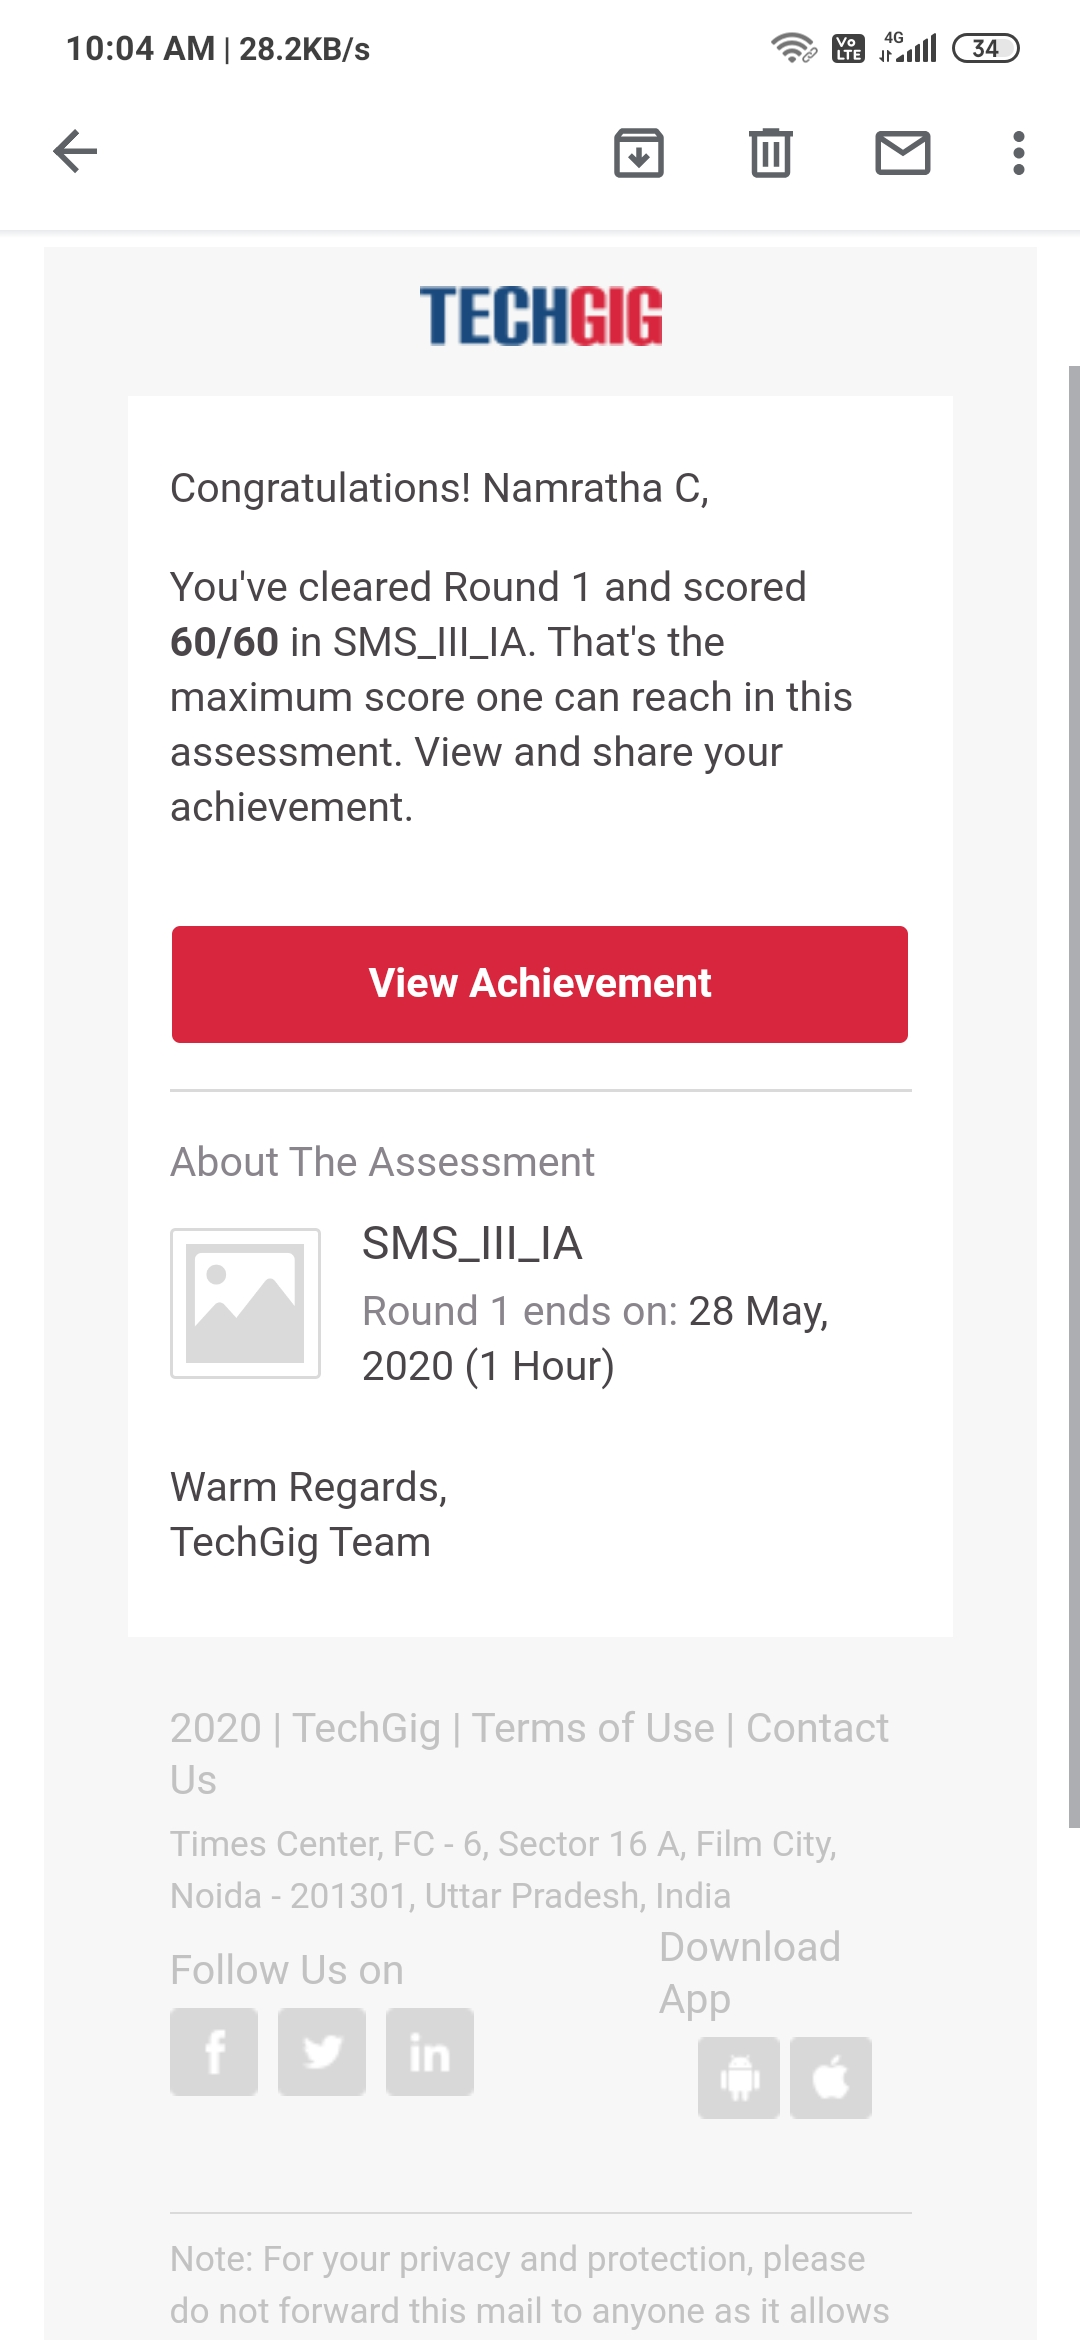 10:04 AM | 28.2KB/s
Vo LTE
4G
34
TECHGIG
Congratulations! Namratha C,
You've cleared Round 1 and scored
60/60 in SMS_III_IA. That's the
maximum score one can reach in this
assessment. View and share your
achievement.
View Achievement
About The Assessment
SMS_III_IA
Round 1 ends on: 28 May,
2020 (1 Hour)
Warm Regards,
TechGig Team
2020 | TechGig | Terms of Use | Contact
Us
Times Center, FC - 6, Sector 16 A, Film City,
Noida - 201301, Uttar Pradesh, India
Follow Us on
Download
App
f
in
Note: For your privacy and protection, please
do not forward this mail to anyone as it allows